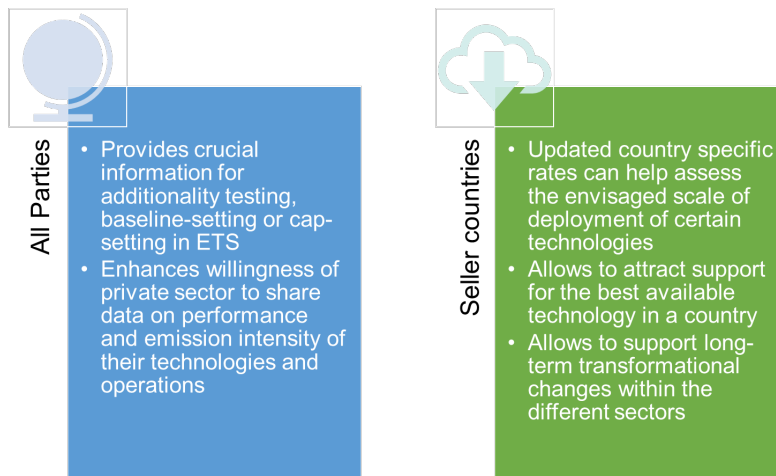 All Parties
• Provides crucial
information for
additionality testing,
baseline-setting or cap-
setting in ETS
• Enhances willingness of
private sector to share
data on performance
and emission intensity of
their technologies and
operations
Seller countries
• Updated country specific
rates can help assess
the envisaged scale of
deployment of certain
technologies
• Allows to attract support
for the best available
technology in a country
• Allows to support long-
term transformational
changes within the
different sectors